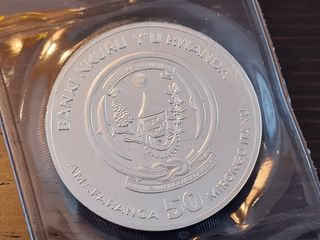 BANKI NKURU Y'U RWANDA
AMAFARANGA 50 MIRONGO ITANU